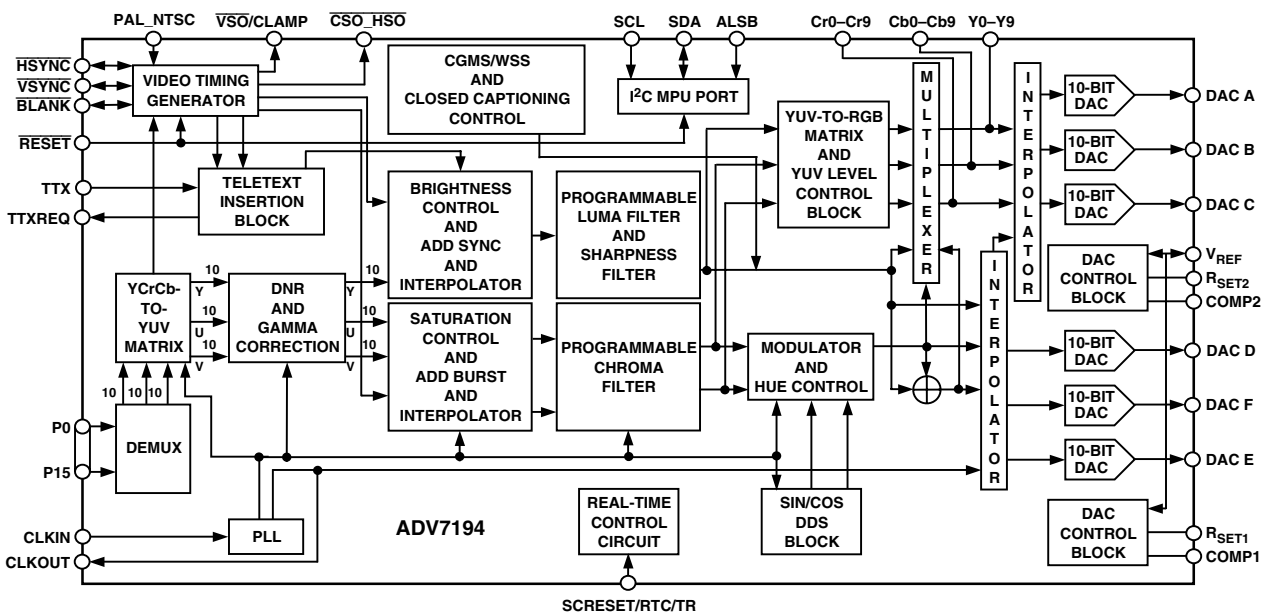 PAL_NTSC
VSO/CLAMP
CSO_HSO
SCL
SDA
ALSB
Cr0–Cr9
Cb0–Cb9
Y0–Y9
HSYNC
VSYNC
BLANK
RESET
TTX
TTXREQ
P0
P15
CLKIN
CLKOUT
VIDEO TIMING
GENERATOR
CGMS/WSS
AND
CLOSED CAPTIONING
CONTROL
I²C MPU PORT
TELETEXT
INSERTION
BLOCK
BRIGHTNESS
CONTROL
AND
ADD SYNC
AND
INTERPOLATOR
PROGRAMMABLE
LUMA FILTER
AND
SHARPNESS
FILTER
YUV-TO-RGB
MATRIX
AND
YUV LEVEL
CONTROL
BLOCK
MULTIPLEXER
INTERPOLATOR
10-BIT
DAC
DAC A
10-BIT
DAC
DAC B
10-BIT
DAC
DAC C
DAC
CONTROL
BLOCK
VREF
RSET2
COMP2
YCrCb-
TO-
YUV
MATRIX
10
Y
10
U
10
V
DNR
AND
GAMMA
CORRECTION
10
Y
10
U
10
V
SATURATION
CONTROL
AND
ADD BURST
AND
INTERPOLATOR
PROGRAMMABLE
CHROMA
FILTER
MODULATOR
AND
HUE CONTROL
INTERPOLATOR
10-BIT
DAC
DAC D
10-BIT
DAC
DAC F
10-BIT
DAC
DAC E
10 10 10
DEMUX
PLL
ADV7194
REAL-TIME
CONTROL
CIRCUIT
SIN/COS
DDS
BLOCK
DAC
CONTROL
BLOCK
RSET1
COMP1
SCRESET/RTC/TR